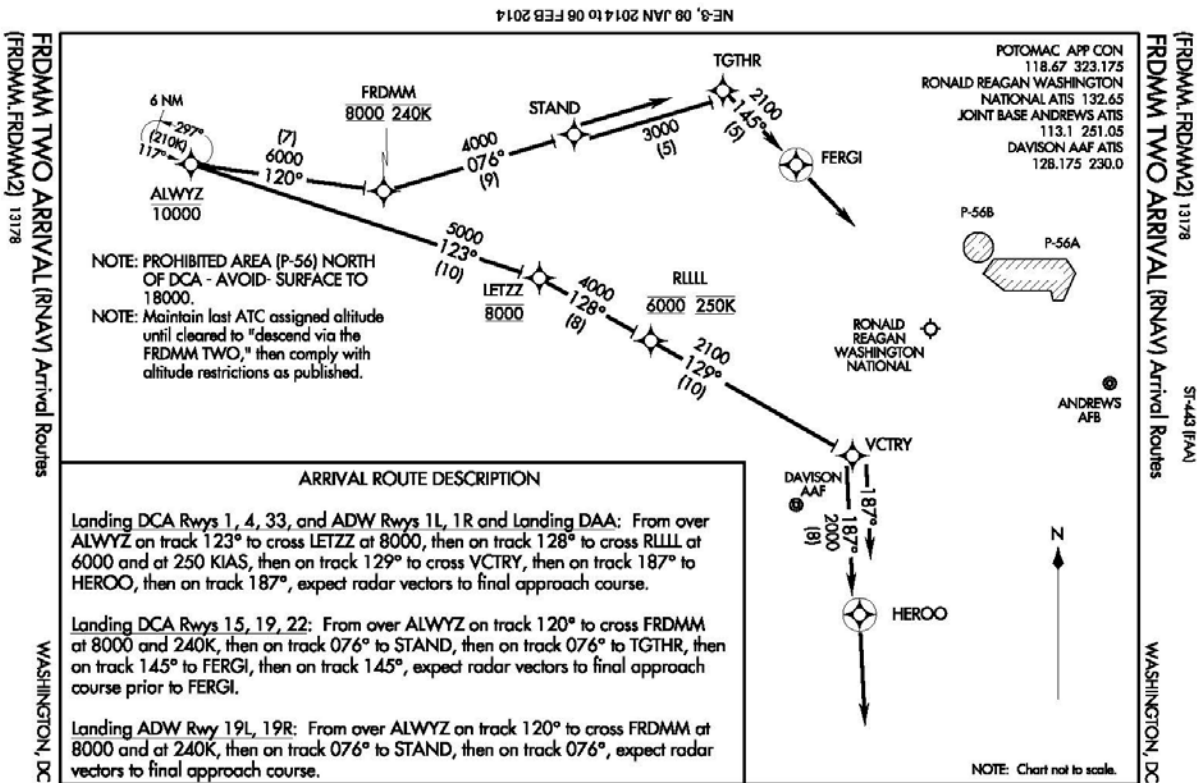 NE-3, 09 JAN 2014 to 06 FEB 2014
(FRDMM.FRDMM2) 13178
FRDMM TWO ARRIVAL (RNAV) Arrival Routes
ST-443 (FAA)
WASHINGTON, DC
POTOMAC APP CON
118.67 323.175
RONALD REAGAN WASHINGTON
NATIONAL ATIS 132.65
JOINT BASE ANDREWS ATIS
113.1 251.05
DAVISON AAF ATIS
128.175 230.0
6 NM
297°
(210K)
117°
ALWYZ
10000
(7)
6000
120°
FRDMM
8000 240K
4000
076°
(9)
STAND
3000
(5)
TGTHR
2100
145°
(5)
FERGI
P-56B
P-56A
5000
123°
(10)
LETZZ
8000
4000
128°
(8)
RLLLL
6000 250K
2100
129°
(10)
VCTRY
RONALD
REAGAN
WASHINGTON
NATIONAL
ANDREWS
AFB
DAVISON
AAF
187°
187°
2000
(8)
HEROO
N
NOTE: PROHIBITED AREA (P-56) NORTH
OF DCA - AVOID- SURFACE TO
18000.
NOTE: Maintain last ATC assigned altitude
until cleared to "descend via the
FRDMM TWO," then comply with
altitude restrictions as published.
ARRIVAL ROUTE DESCRIPTION
Landing DCA Rwys 1, 4, 33, and ADW Rwys 1L, 1R and Landing DAA: From over
ALWYZ on track 123° to cross LETZZ at 8000, then on track 128° to cross RLLLL at
6000 and at 250 KIAS, then on track 129° to cross VCTRY, then on track 187° to
HEROO, then on track 187°, expect radar vectors to final approach course.
Landing DCA Rwys 15, 19, 22: From over ALWYZ on track 120° to cross FRDMM
at 8000 and 240K, then on track 076° to STAND, then on track 076° to TGTHR, then
on track 145° to FERGI, then on track 145°, expect radar vectors to final approach
course prior to FERGI.
Landing ADW Rwy 19L, 19R: From over ALWYZ on track 120° to cross FRDMM at
8000 and at 240K, then on track 076° to STAND, then on track 076°, expect radar
vectors to final approach course.
NOTE: Chart not to scale.
FRDMM TWO ARRIVAL (RNAV) Arrival Routes
(FRDMM.FRDMM2) 13178
WASHINGTON, DC